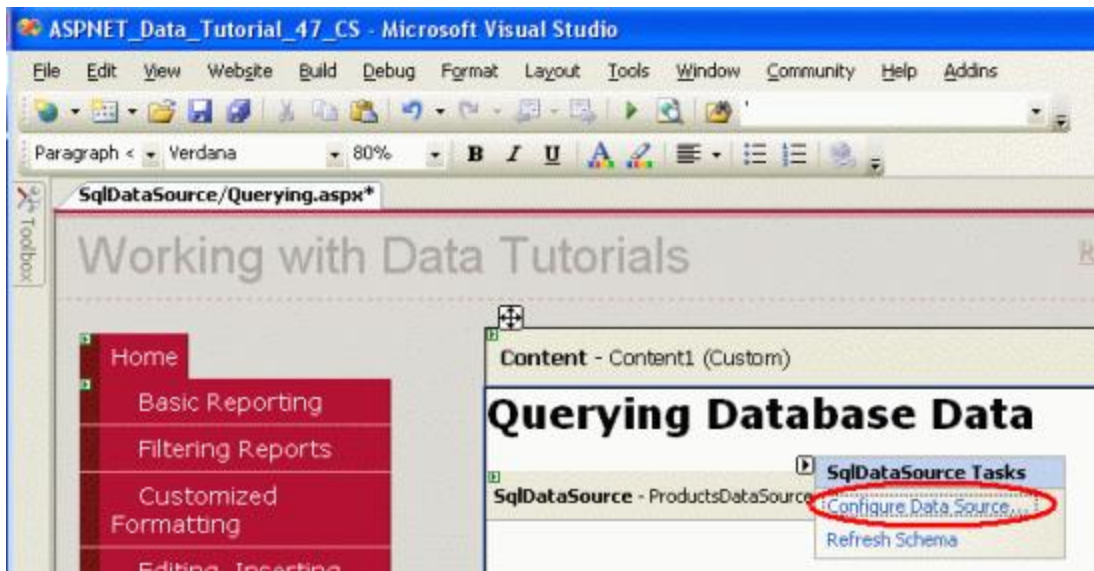 ASPNET_Data_Tutorial_47_CS - Microsoft Visual Studio
File Edit View Website Build Debug Format Layout Tools Window Community Help Addins
Paragraph < Verdana 80% B I U A
SqlDataSource/Querying.aspx*
Toolbox
Working with Data Tutorials
Home
Basic Reporting
Filtering Reports
Customized
Formatting
Editing, Inserting
Content - Content1 (Custom)
Querying Database Data
SqlDataSource - ProductsDataSource
SqlDataSource Tasks
Configure Data Source...
Refresh Schema